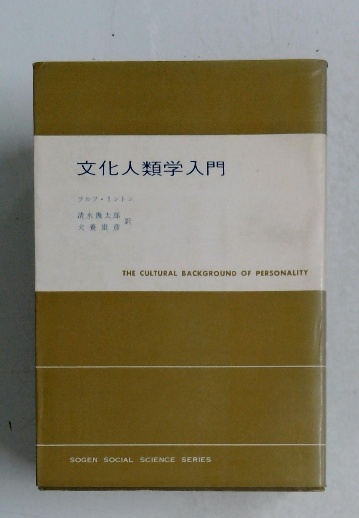 文化人類学入門
ラルフ・リントン
清水幾太郎
犬養康彦
訳
THE CULTURAL BACKGROUND OF PERSONALITY
SOGEN SOCIAL SCIENCE SERIES